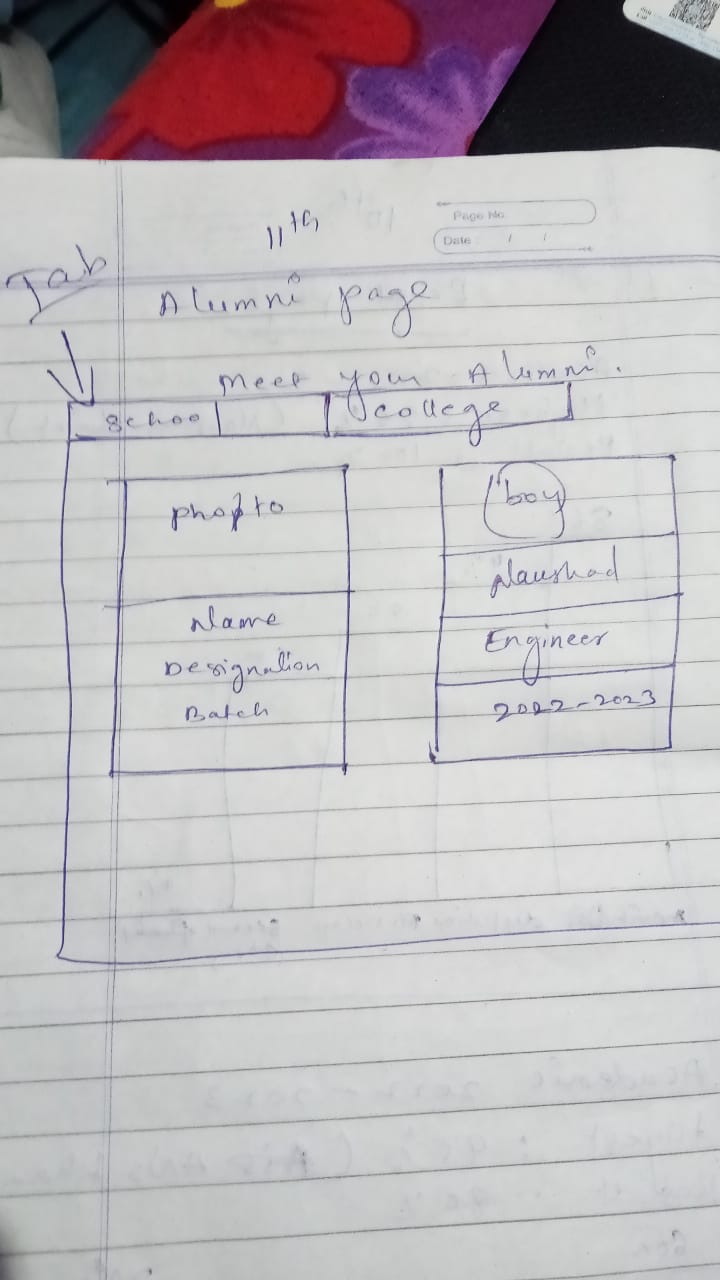 Page No.
Date / /
11th
Tab
Alumni page
Meet your Alumni.
School
college
photo
Name
Designation
Batch
boy
Naushad
Engineer
2022-2023